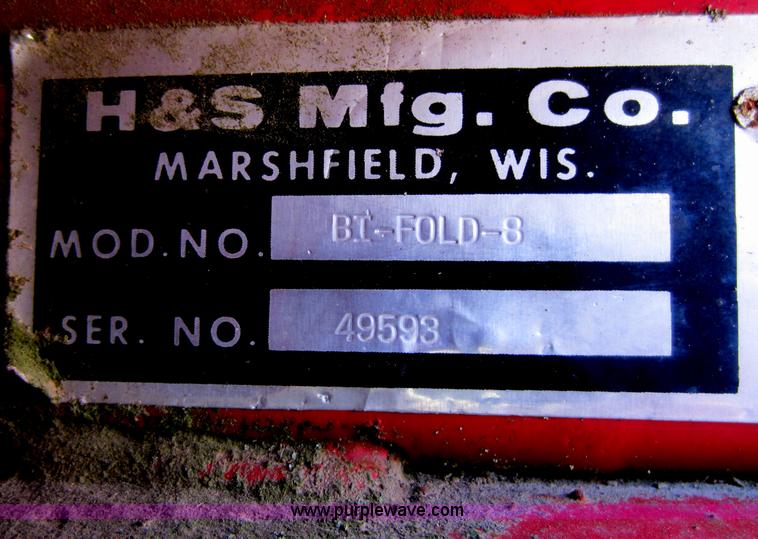 H&S Mfg. Co.
MARSHFIELD, WIS.
MOD. NO. BI-FOLD-8
SER. NO. 49593
www.purplewave.com